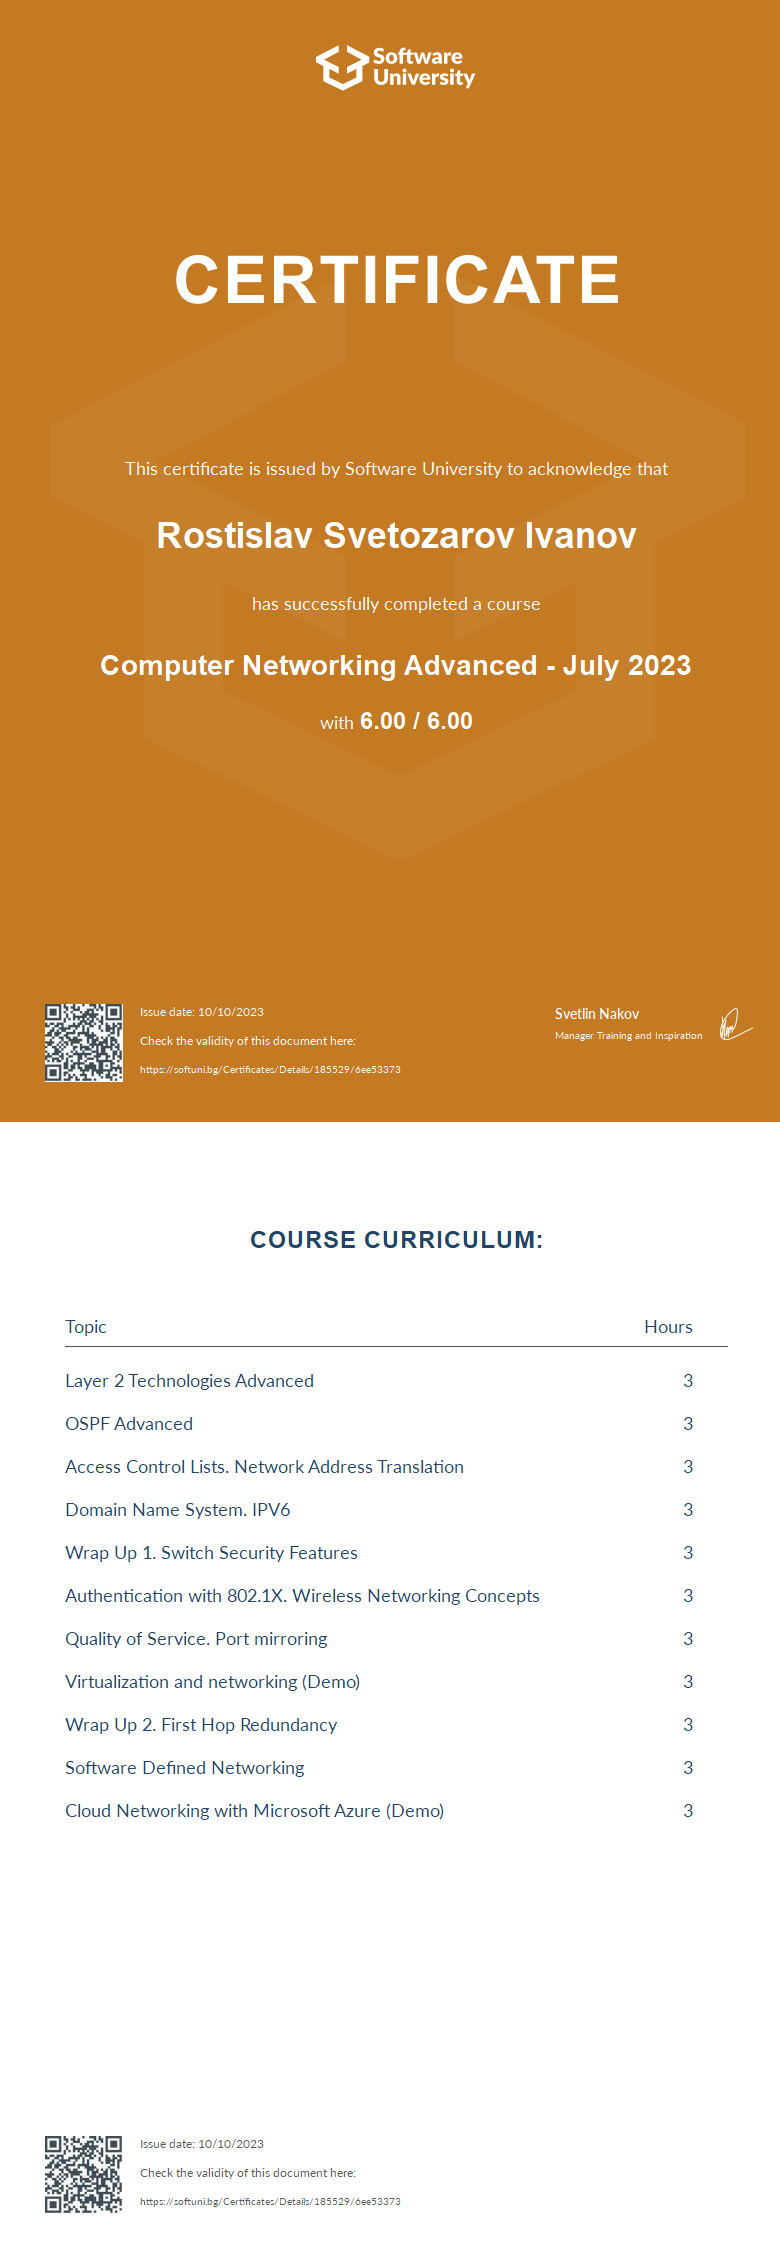 Software
University
CERTIFICATE
This certificate is issued by Software University to acknowledge that
Rostislav Svetozarov Ivanov
has successfully completed a course
Computer Networking Advanced - July 2023
with 6.00 / 6.00
Issue date: 10/10/2023
Check the validity of this document here:
https://softuni.bg/Certificates/Details/185529/6ee53373
Svetlin Nakov
Manager Training and Inspiration
COURSE CURRICULUM:
Topic Hours
Layer 2 Technologies Advanced 3
OSPF Advanced 3
Access Control Lists. Network Address Translation 3
Domain Name System. IPV6 3
Wrap Up 1. Switch Security Features 3
Authentication with 802.1X. Wireless Networking Concepts 3
Quality of Service. Port mirroring 3
Virtualization and networking (Demo) 3
Wrap Up 2. First Hop Redundancy 3
Software Defined Networking 3
Cloud Networking with Microsoft Azure (Demo) 3
Issue date: 10/10/2023
Check the validity of this document here:
https://softuni.bg/Certificates/Details/185529/6ee53373